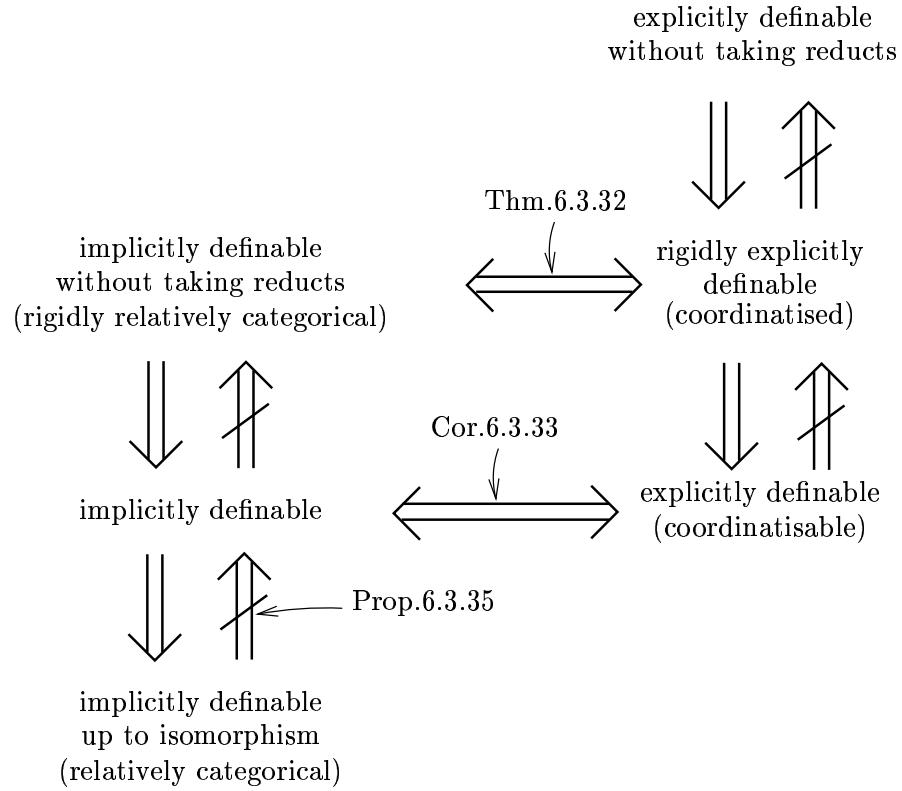 explicitly definable
without taking reducts
Thm.6.3.32
implicitly definable
without taking reducts
(rigidly relatively categorical)
rigidly explicitly
definable
(coordinatised)
Cor.6.3.33
implicitly definable
explicitly definable
(coordinatisable)
Prop.6.3.35
implicitly definable
up to isomorphism
(relatively categorical)